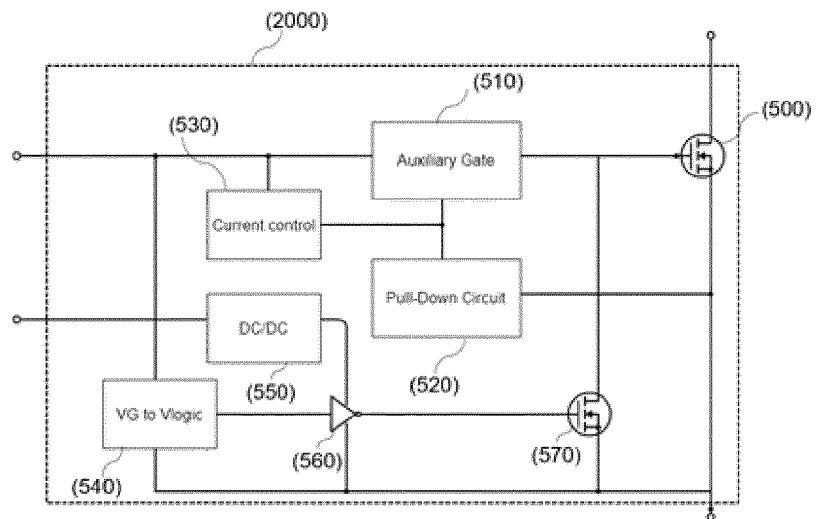 (2000)
(510)
(500)
(530)
Auxiliary Gate
Current control
Pull-Down Circuit
DC/DC
(550)
(520)
VG to Vlogic
(560)
(570)
(540)